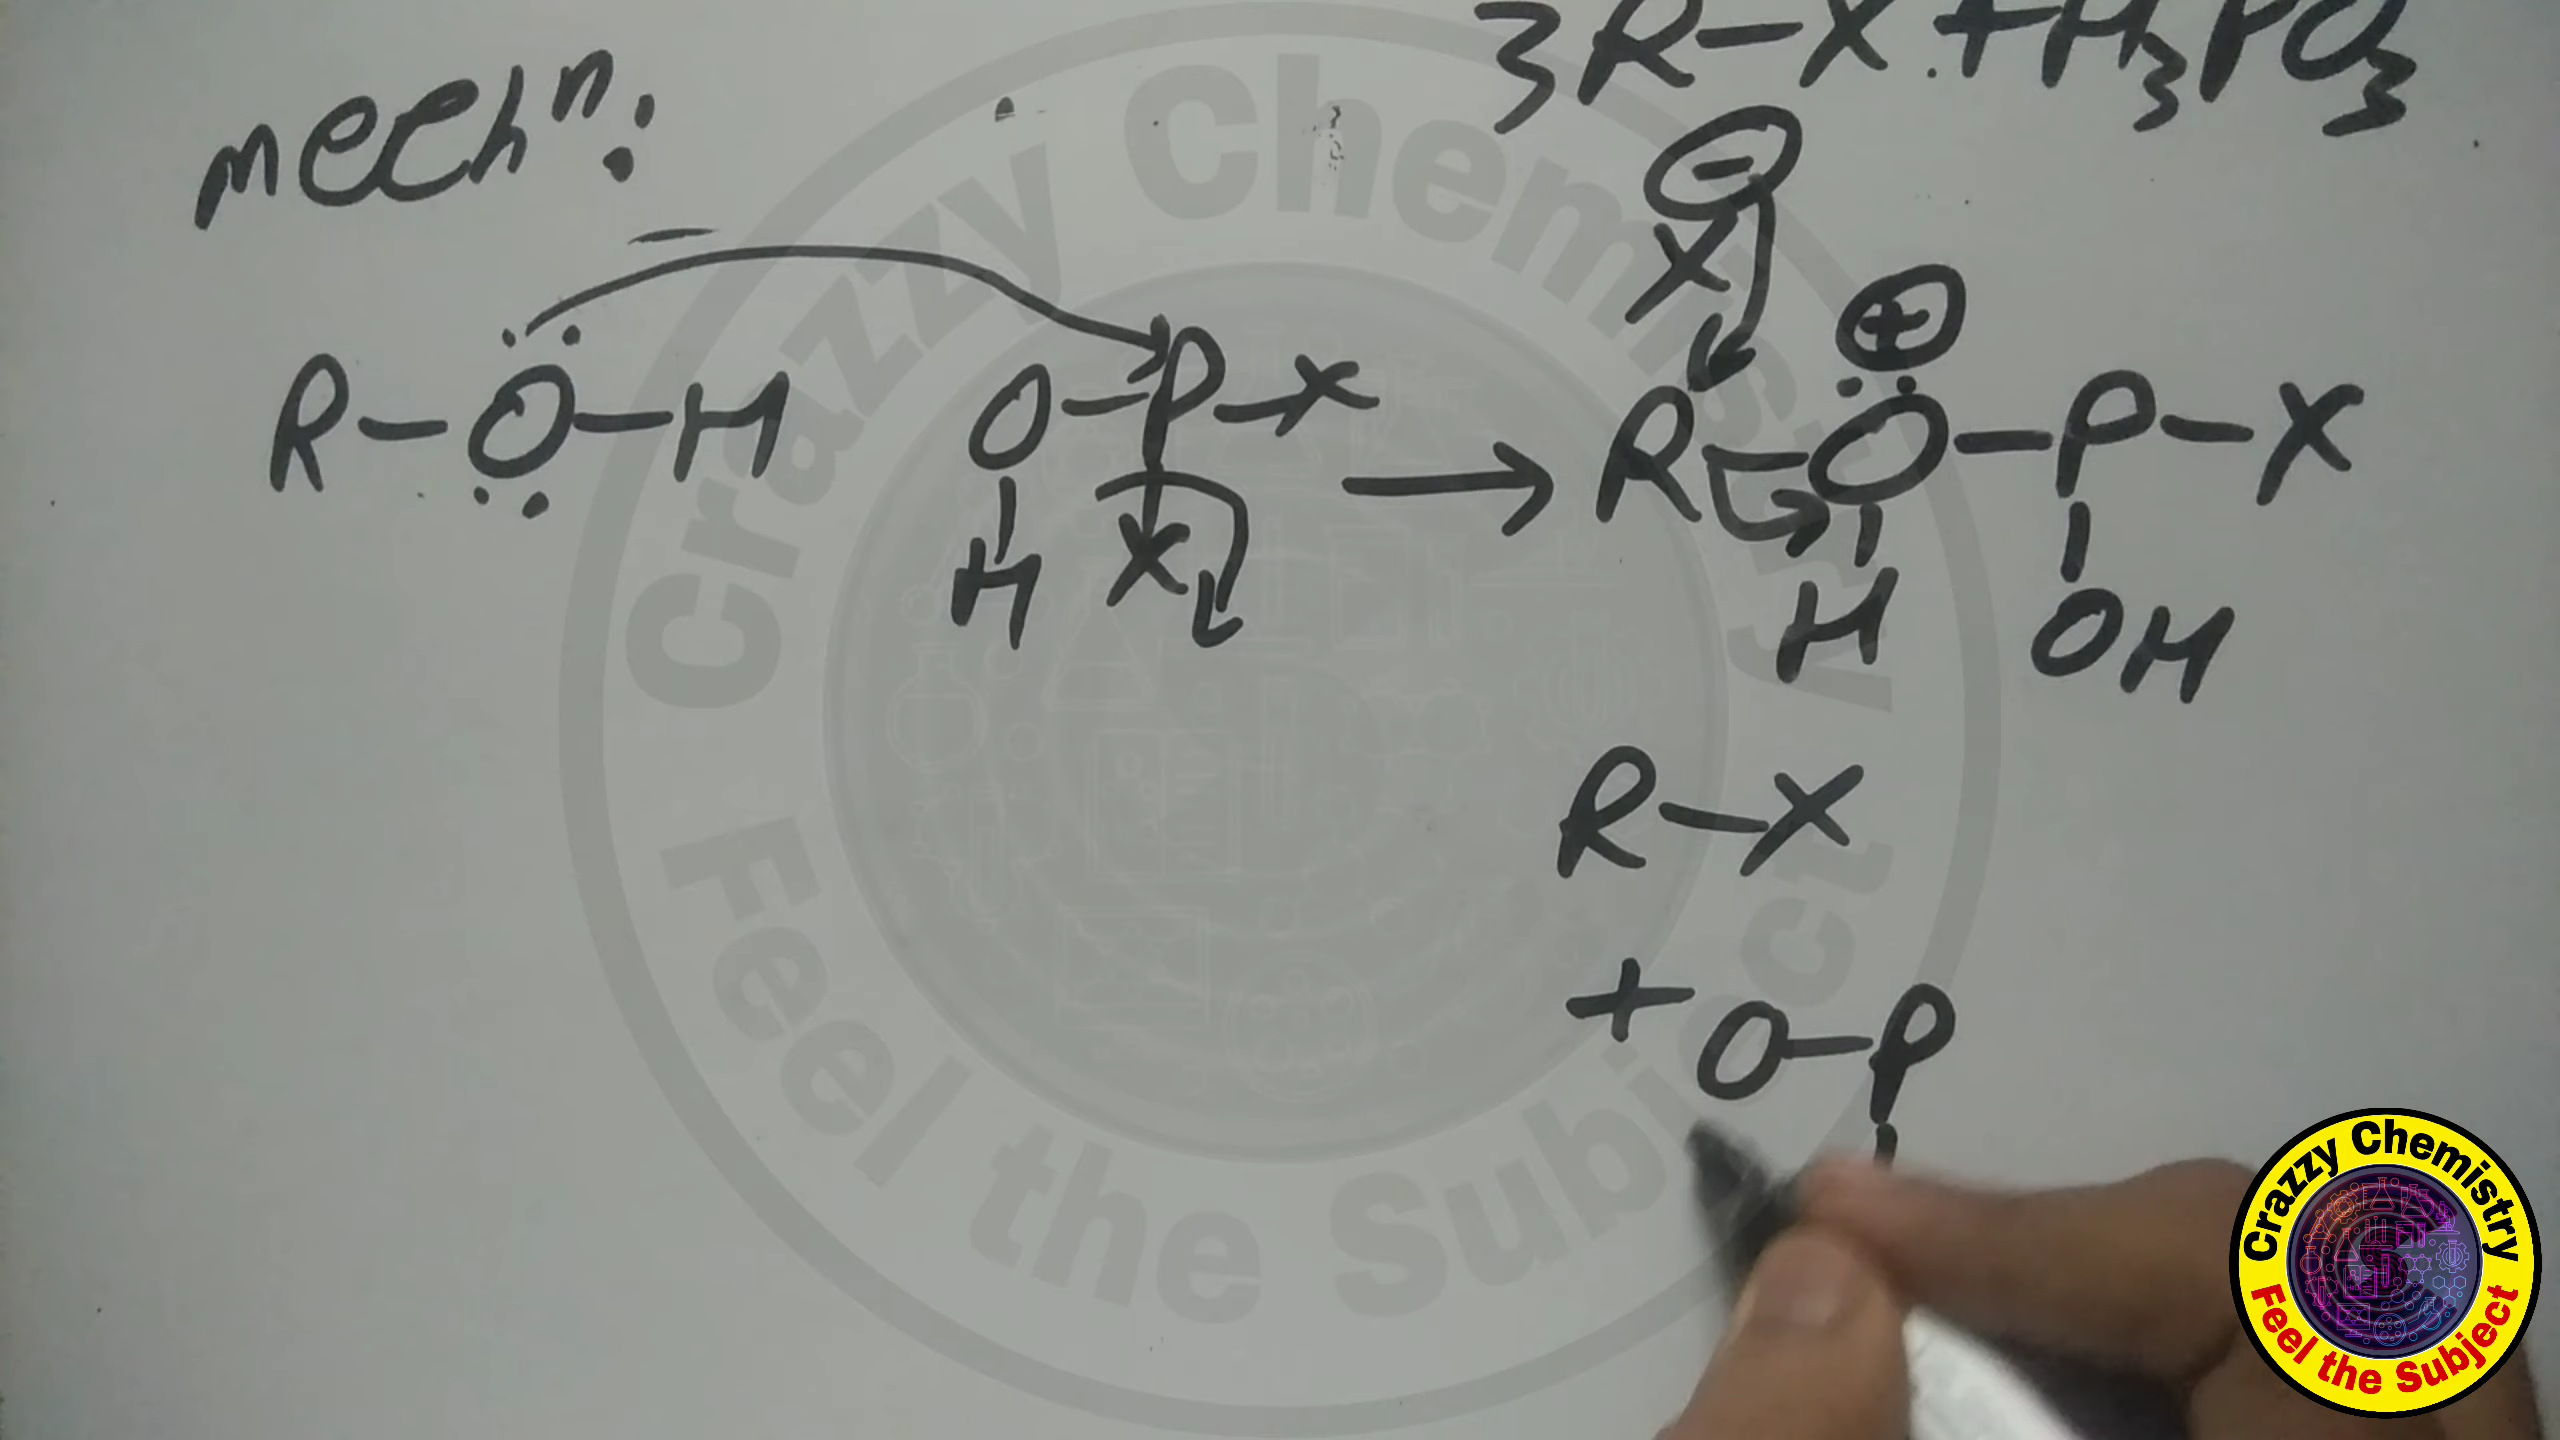 3R-X+H₃PO₃
mechⁿ:
R-O-H O-P-X → R-O-P-X
H X H OH
X ⊖ ⊕
R-X
+ O-P
Crazzy Chemistry
Feel the Subject
Crazzy Chemistry
Feel the Subject